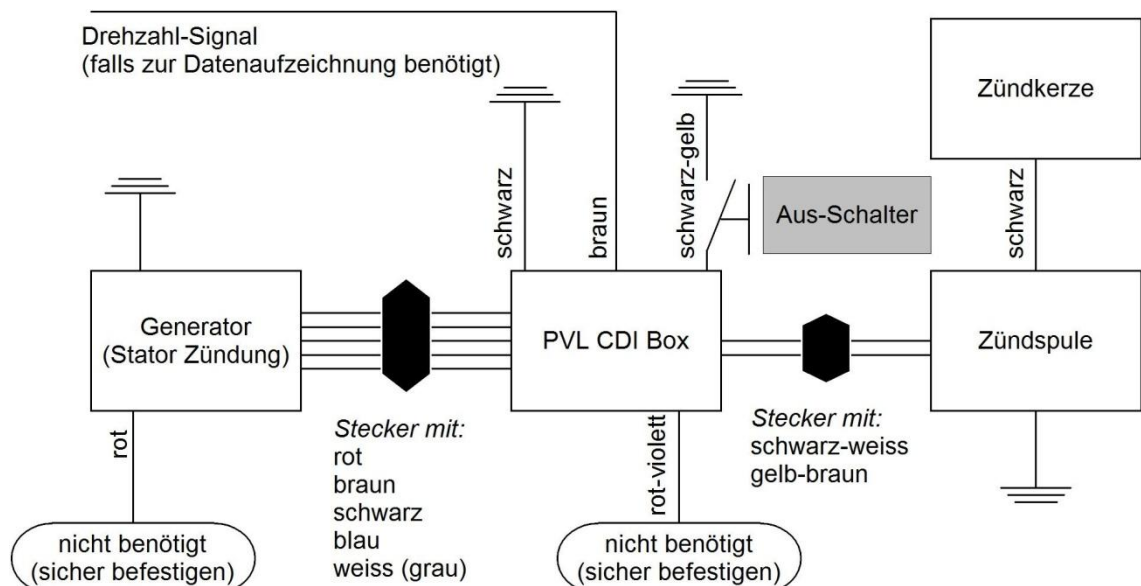 Drehzahl-Signal
(falls zur Datenaufzeichnung benötigt)
schwarz
braun
schwarz-gelb
Aus-Schalter
Zündkerze
schwarz
Generator
(Stator Zündung)
PVL CDI Box
Zündspule
rot
Stecker mit:
rot
braun
schwarz
blau
weiss (grau)
rot-violett
Stecker mit:
schwarz-weiss
gelb-braun
nicht benötigt
(sicher befestigen)
nicht benötigt
(sicher befestigen)